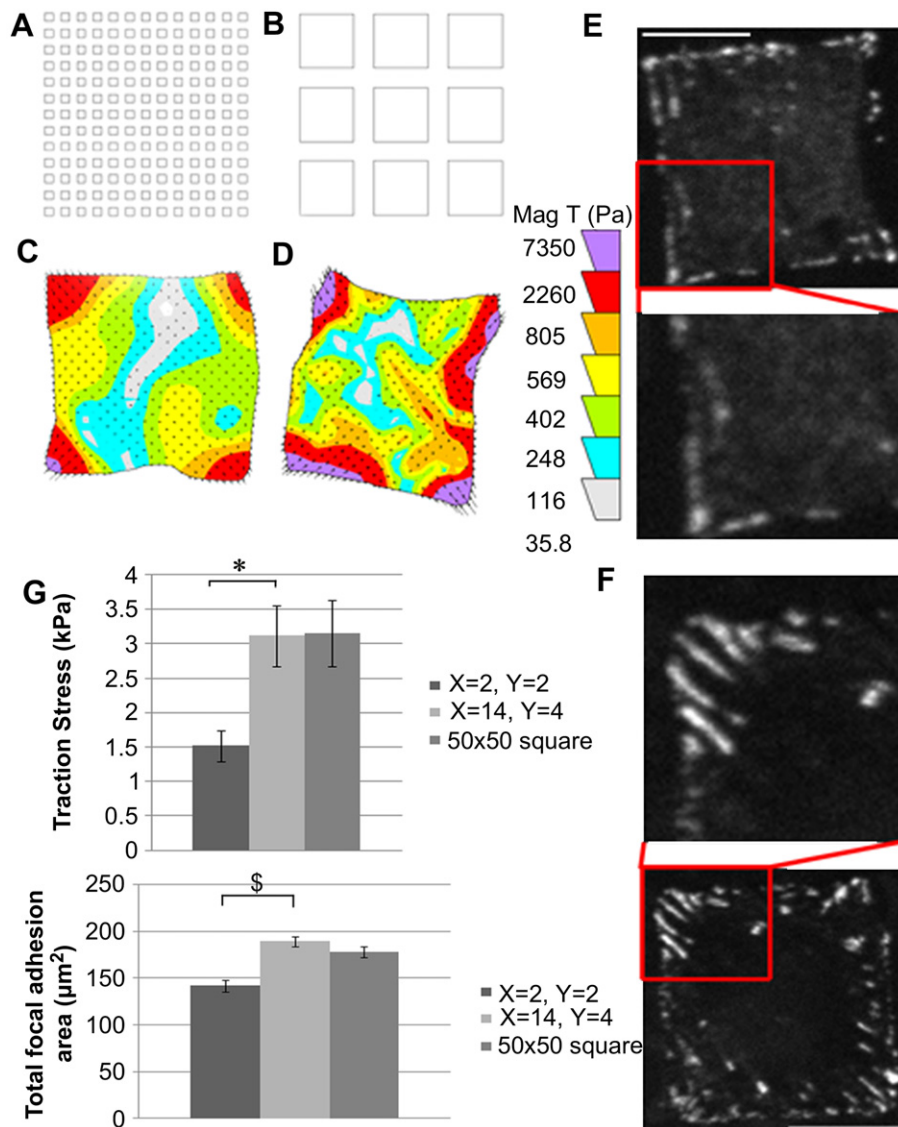 A
B
E
Mag T (Pa)
7350
2260
805
569
402
248
116
35.8
C
D
F
G
Traction Stress (kPa)
4
3.5
3
2.5
2
1.5
1
0.5
0
*
X=2, Y=2
X=14, Y=4
50x50 square
Total focal adhesion
area (µm²)
250
200
150
100
50
0
$
X=2, Y=2
X=14, Y=4
50x50 square